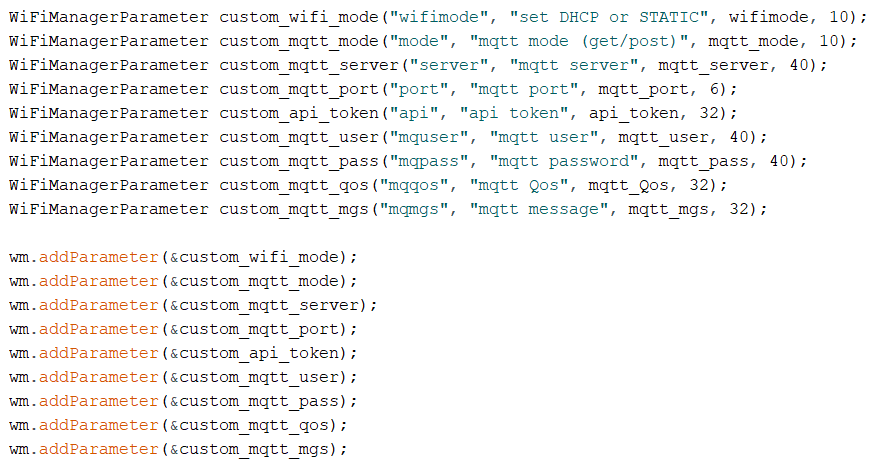 WiFiManagerParameter custom_wifi_mode("wifimode", "set DHCP or STATIC", wifimode, 10);
WiFiManagerParameter custom_mqtt_mode("mode", "mqtt mode (get/post)", mqtt_mode, 10);
WiFiManagerParameter custom_mqtt_server("server", "mqtt server", mqtt_server, 40);
WiFiManagerParameter custom_mqtt_port("port", "mqtt port", mqtt_port, 6);
WiFiManagerParameter custom_api_token("api", "api token", api_token, 32);
WiFiManagerParameter custom_mqtt_user("mquser", "mqtt user", mqtt_user, 40);
WiFiManagerParameter custom_mqtt_pass("mqpass", "mqtt password", mqtt_pass, 40);
WiFiManagerParameter custom_mqtt_qos("mqqos", "mqtt Qos", mqtt_Qos, 32);
WiFiManagerParameter custom_mqtt_mgs("mqmgs", "mqtt message", mqtt_mgs, 32);

wm.addParameter(&custom_wifi_mode);
wm.addParameter(&custom_mqtt_mode);
wm.addParameter(&custom_mqtt_server);
wm.addParameter(&custom_mqtt_port);
wm.addParameter(&custom_api_token);
wm.addParameter(&custom_mqtt_user);
wm.addParameter(&custom_mqtt_pass);
wm.addParameter(&custom_mqtt_qos);
wm.addParameter(&custom_mqtt_mgs);